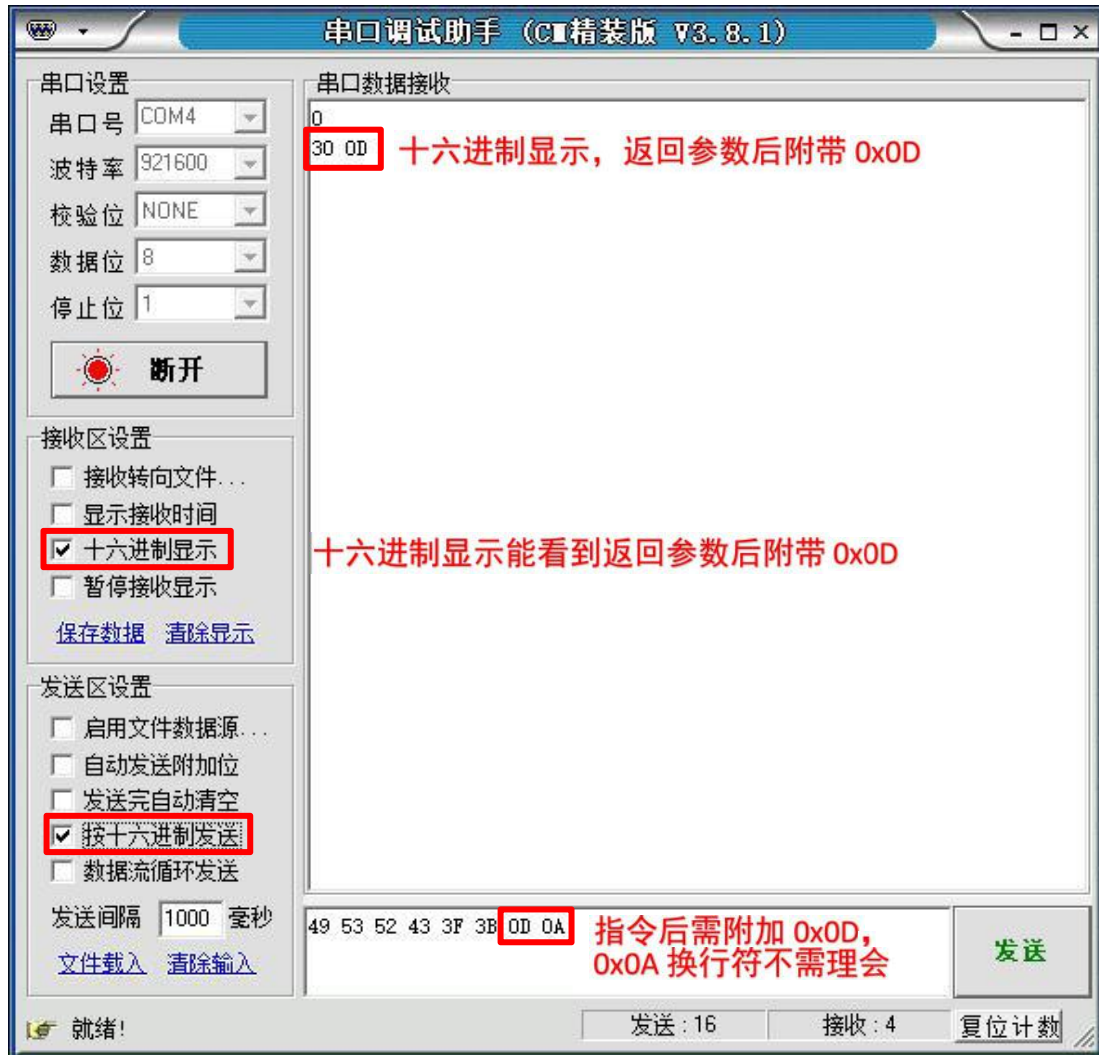 串口调试助手 (CM精装版 V3.8.1)
串口设置
串口号 COM4
波特率 921600
校验位 NONE
数据位 8
停止位 1
断开
接收区设置
接收转向文件...
显示接收时间
十六进制显示
暂停接收显示
保存数据 清除显示
发送区设置
启用文件数据源...
自动发送附加位
发送完自动清空
按十六进制发送
数据流循环发送
发送间隔 1000 毫秒
文件载入 清除输入
串口数据接收
0
30 0D 十六进制显示，返回参数后附带 0x0D
十六进制显示能看到返回参数后附带 0x0D
49 53 52 43 3F 3B 0D 0A
指令后需附加 0x0D，
0x0A 换行符不需理会
发送
就绪!
发送:16
接收:4
复位计数